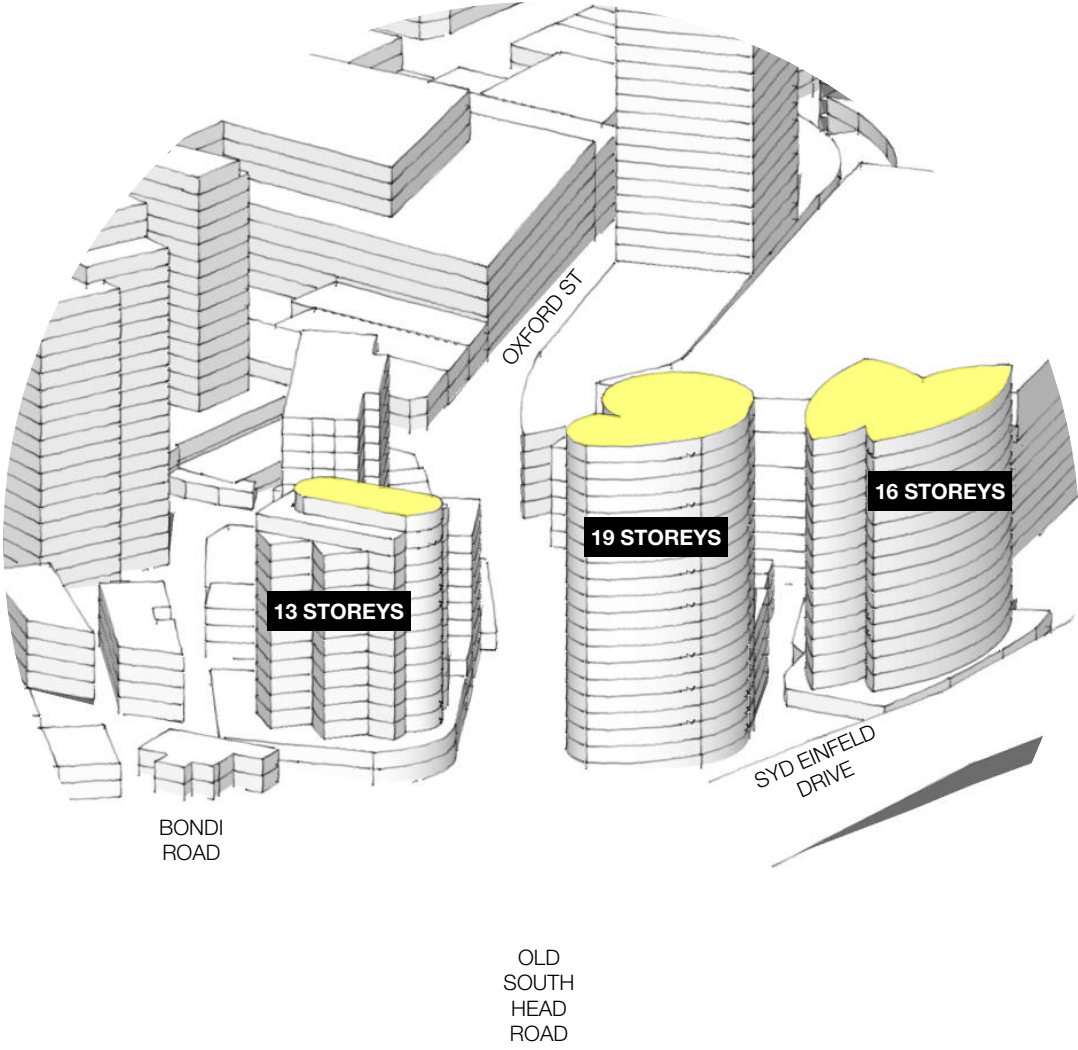 OXFORD ST
16 STOREYS
19 STOREYS
13 STOREYS
SYD EINFELD
DRIVE
BONDI
ROAD
OLD
SOUTH
HEAD
ROAD